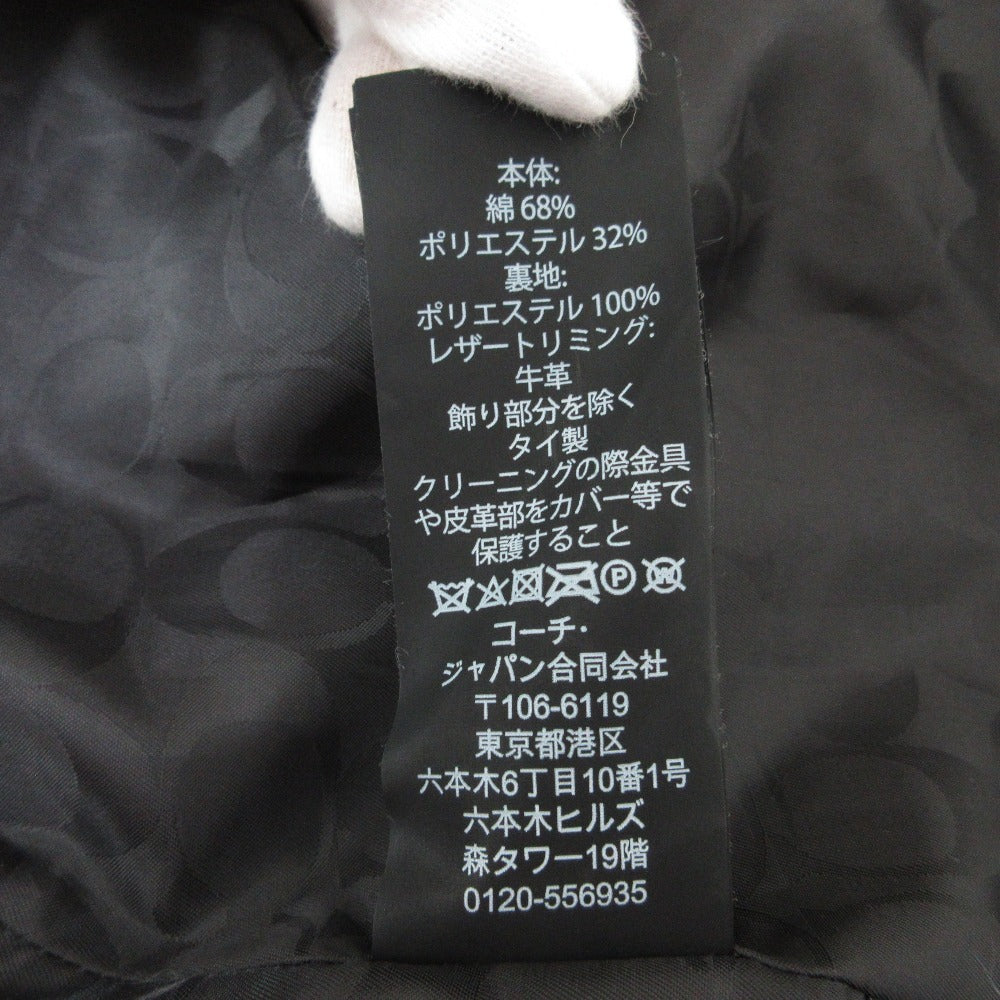 本体:
綿 68%
ポリエステル 32%
裏地:
ポリエステル 100%
レザートリミング:
牛革
飾り部分を除く
タイ製
クリーニングの際金具
や皮革部をカバー等で
保護すること
P W
コーチ・
ジャパン合同会社
〒106-6119
東京都港区
六本木6丁目10番1号
六本木ヒルズ
森タワー19階
0120-556935